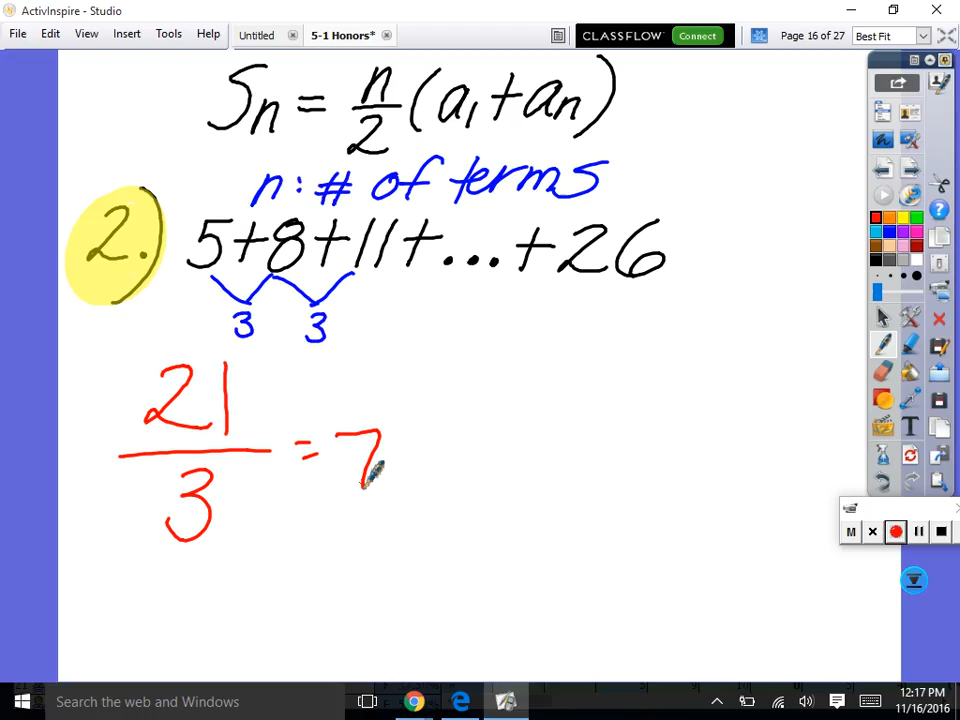 ActivInspire - Studio
File Edit View Insert Tools Help Untitled 5-1 Honors* CLASSFLOW Connect Page 16 of 27 Best Fit
Sn = n/2 (a1+an)
n: # of terms
2.) 5+8+11+...+26
3 3
21/3 = 7
M
Search the web and Windows
12:17 PM
11/16/2016